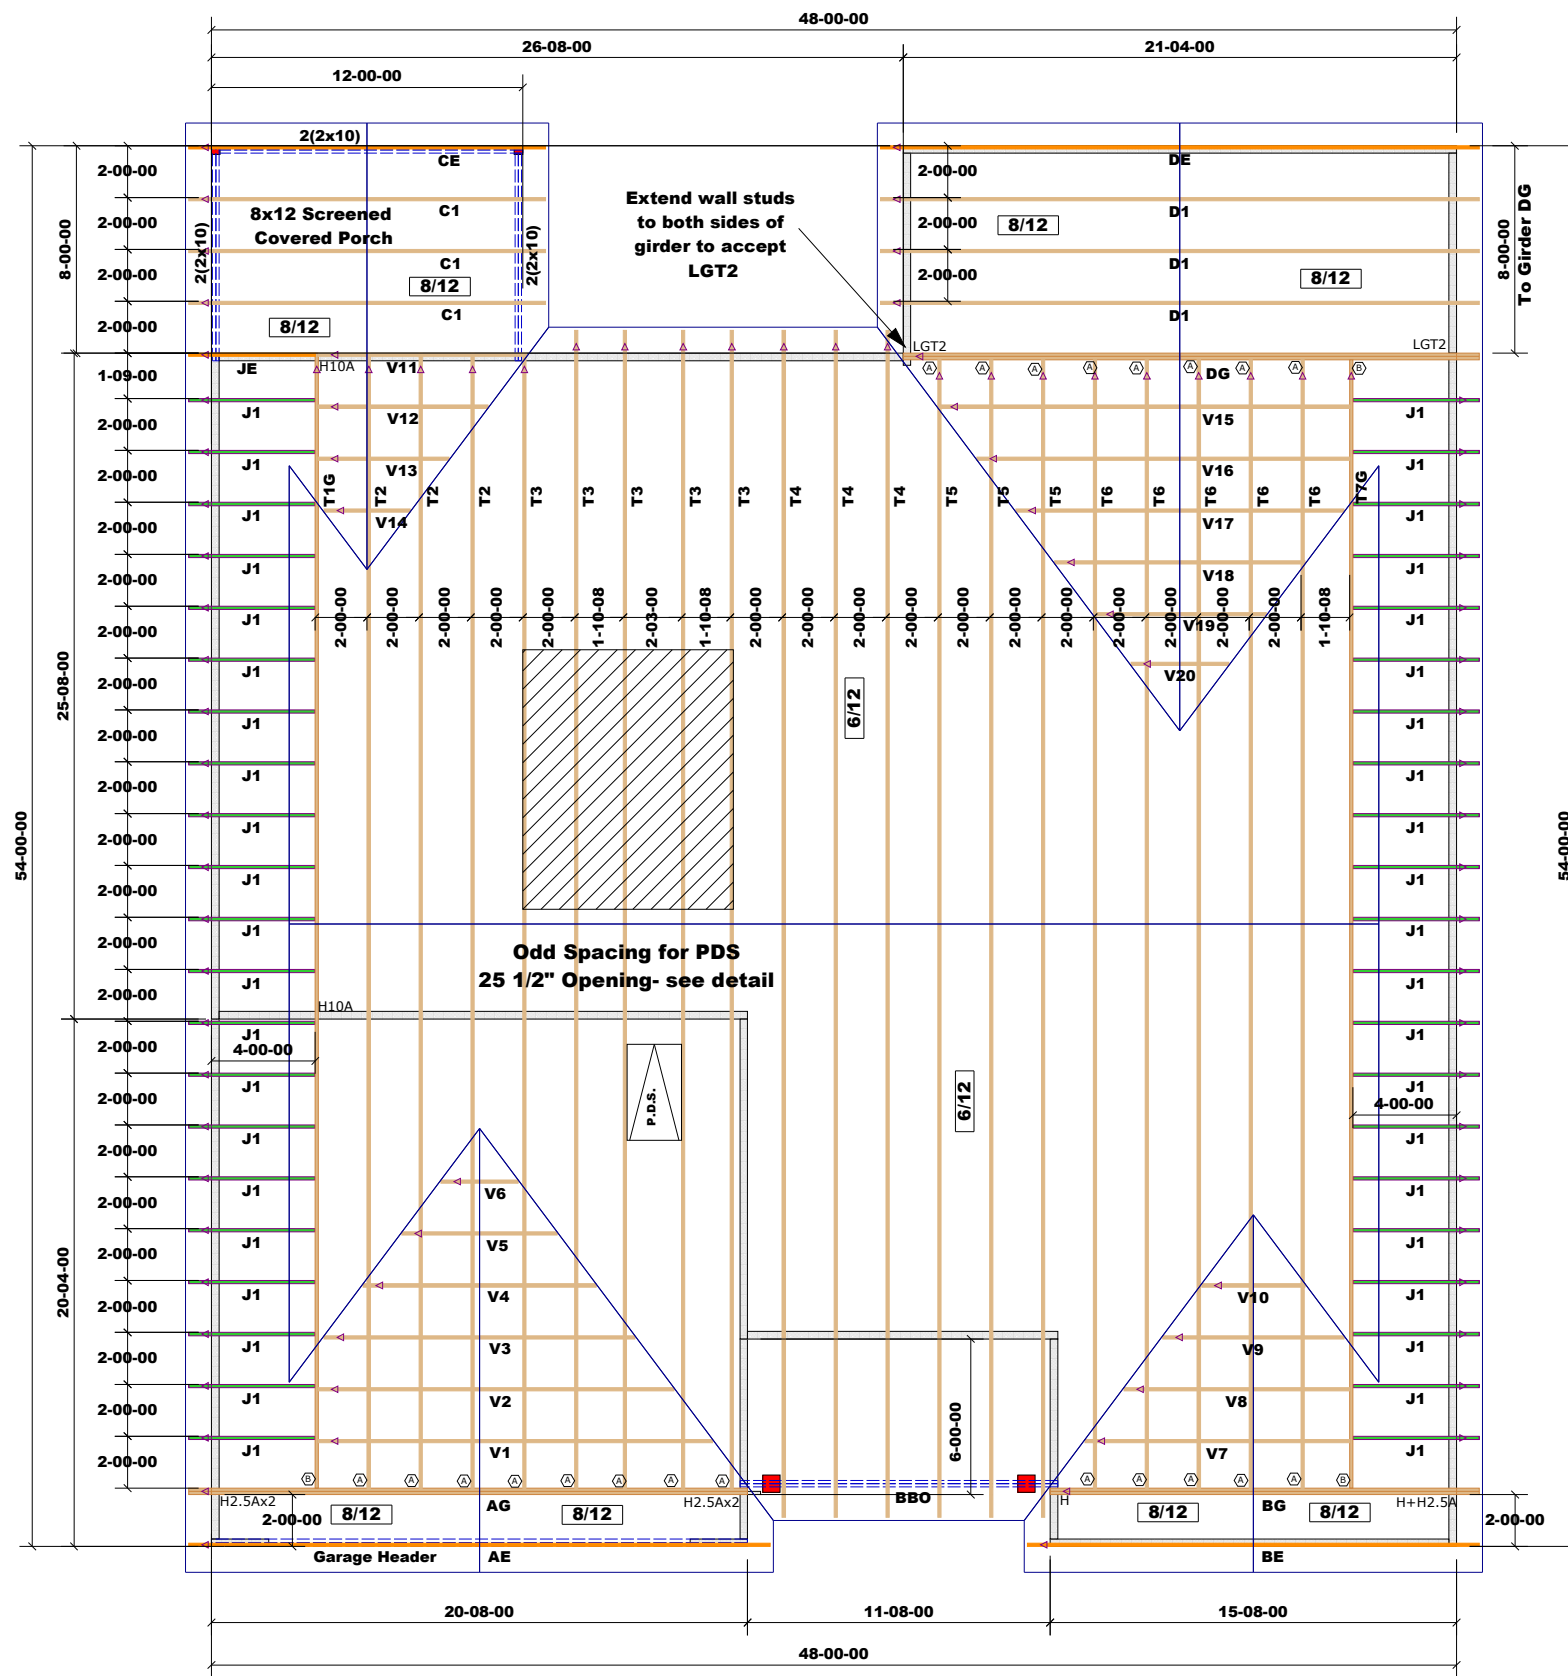 48-00-00
26-08-00
21-04-00
12-00-00
2(2x10)
CE
DE
2-00-00
2-00-00
Extend wall studs
to both sides of
girder to accept
LGT2
8x12 Screened
Covered Porch
C1
D1
8/12
2-00-00
2-00-00
2(2x10)
2(2x10)
8-00-00
8-00-00
To Girder DG
C1
D1
8/12
8/12
2-00-00
2-00-00
8/12
C1
D1
2-00-00
LGT2
LGT2
JE
H10A
V11
A
A
A
A
A
A
A
A
B
DG
1-09-00
J1
V12
V15
J1
2-00-00
J1
V13
V16
J1
2-00-00
T1G
T2
T2
T2
T3
T3
T3
T3
T3
T4
T4
T4
T5
T5
T5
T6
T6
T6
T6
T6
T7G
J1
V14
V17
J1
2-00-00
J1
V18
J1
2-00-00
J1
V19
J1
2-00-00
2-00-00
2-00-00
2-00-00
2-00-00
2-00-00
1-10-08
2-03-00
1-10-08
2-00-00
2-00-00
2-00-00
2-00-00
2-00-00
2-00-00
2-00-00
2-00-00
2-00-00
2-00-00
2-00-00
1-10-08
25-08-00
J1
V20
J1
2-00-00
6/12
J1
J1
2-00-00
J1
J1
2-00-00
54-00-00
54-00-00
J1
J1
2-00-00
J1
J1
2-00-00
J1
J1
2-00-00
Odd Spacing for PDS
25 1/2" Opening- see detail
J1
J1
2-00-00
H10A
J1
J1
2-00-00
4-00-00
J1
J1
2-00-00
P.D.S.
6/12
4-00-00
J1
J1
2-00-00
J1
V6
J1
2-00-00
J1
V5
J1
2-00-00
20-04-00
J1
V4
V10
J1
2-00-00
J1
V3
V9
J1
2-00-00
J1
V2
V8
J1
2-00-00
6-00-00
J1
V1
V7
J1
2-00-00
B
A
A
A
A
A
A
A
A
A
A
A
A
A
B
H2.5Ax2
AG
H2.5Ax2
BBO
H
BG
H+H2.5A
8/12
8/12
8/12
8/12
2-00-00
2-00-00
Garage Header
AE
BE
20-08-00
11-08-00
15-08-00
48-00-00